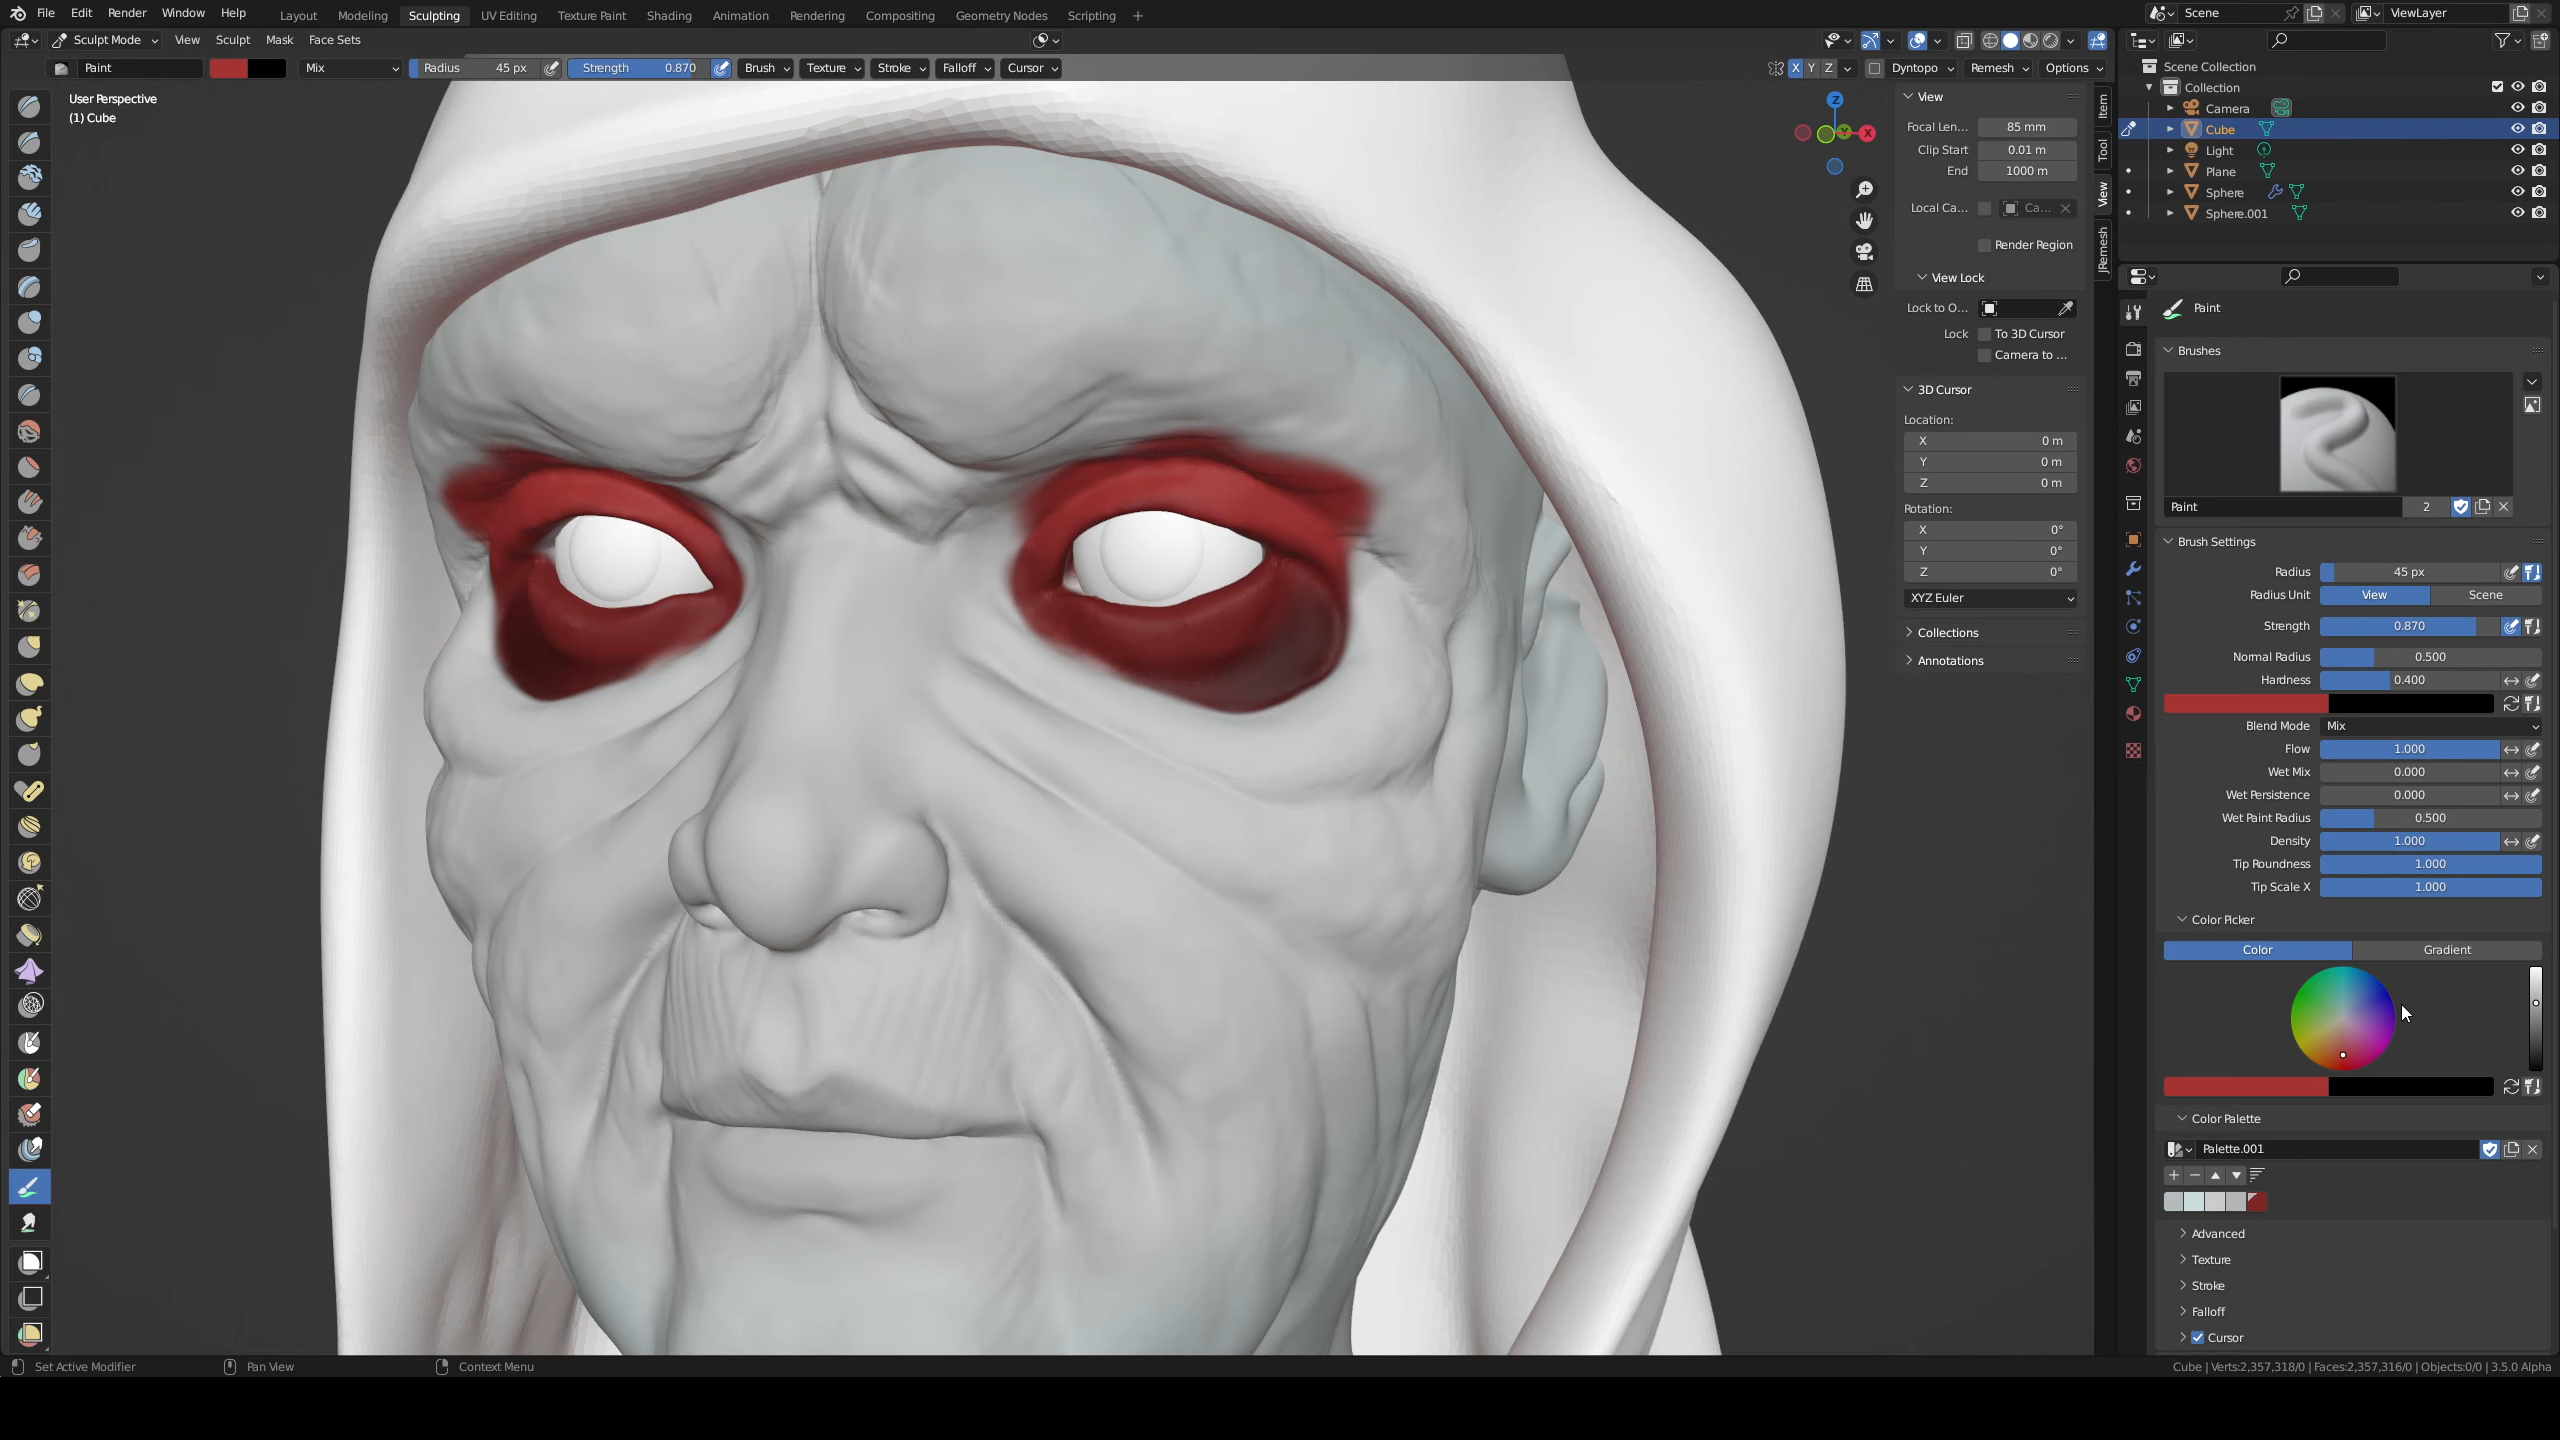 File Edit Render Window Help Layout Modeling Sculpting UV Editing Texture Paint Shading Animation Rendering Compositing Geometry Nodes Scripting + Scene ViewLayer
Sculpt Mode View Sculpt Mask Face Sets
Paint Mix Radius 45 px Strength 0.870 Brush Texture Stroke Falloff Cursor X Y Z Dyntopo Remesh Options
User Perspective
(1) Cube
Z
X
Y
View
Focal Len... 85 mm
Clip Start 0.01 m
End 1000 m
Local Ca... Ca...
Render Region
View Lock
Lock to O...
Lock To 3D Cursor
Camera to ...
3D Cursor
Location:
X 0 m
Y 0 m
Z 0 m
Rotation:
X 0°
Y 0°
Z 0°
XYZ Euler
Collections
Annotations
Item
Tool
View
JRemesh
Scene Collection
Collection
Camera
Cube
Light
Plane
Sphere
Sphere.001
Paint
Brushes
Paint 2
Brush Settings
Radius 45 px
Radius Unit View Scene
Strength 0.870
Normal Radius 0.500
Hardness 0.400
Blend Mode Mix
Flow 1.000
Wet Mix 0.000
Wet Persistence 0.000
Wet Paint Radius 0.500
Density 1.000
Tip Roundness 1.000
Tip Scale X 1.000
Color Picker
Color Gradient
Color Palette
Palette.001
Advanced
Texture
Stroke
Falloff
Cursor
Set Active Modifier Pan View Context Menu Cube | Verts:2,357,318/0 | Faces:2,357,316/0 | Objects:0/0 | 3.5.0 Alpha